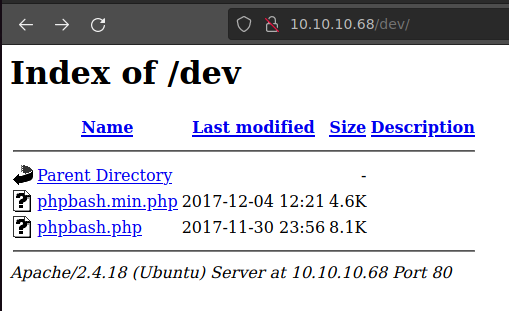 10.10.10.68/dev/
Index of /dev
Name Last modified Size Description
Parent Directory -
phpbash.min.php 2017-12-04 12:21 4.6K
phpbash.php 2017-11-30 23:56 8.1K
Apache/2.4.18 (Ubuntu) Server at 10.10.10.68 Port 80